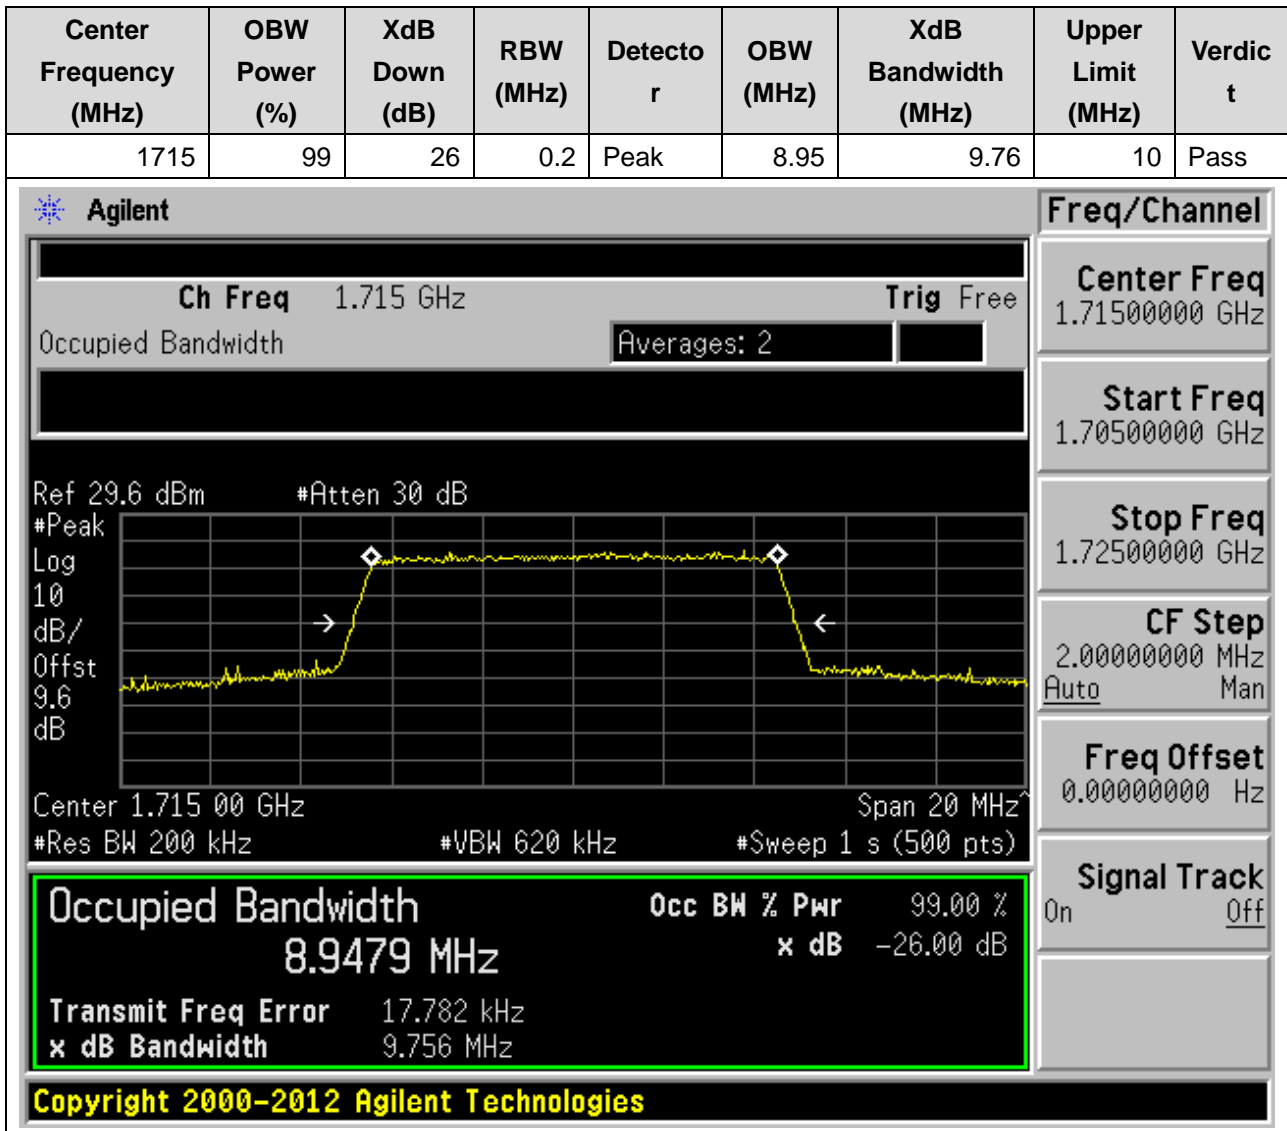 Center Frequency (MHz) OBW Power (%) XdB Down (dB) RBW (MHz) Detecto r OBW (MHz) XdB Bandwidth (MHz) Upper Limit (MHz) Verdic t
1715 99 26 0.2 Peak 8.95 9.76 10 Pass
Agilent
Freq/Channel
Ch Freq 1.715 GHz Trig Free
Occupied Bandwidth Averages: 2
Center Freq
1.71500000 GHz
Start Freq
1.70500000 GHz
Stop Freq
1.72500000 GHz
CF Step
2.00000000 MHz
Auto Man
Freq Offset
0.00000000 Hz
Signal Track
On Off
Ref 29.6 dBm #Atten 30 dB
#Peak
Log
10
dB/
Offst
9.6
dB
Center 1.715 00 GHz Span 20 MHz^
#Res BW 200 kHz #VBW 620 kHz #Sweep 1 s (500 pts)
Occupied Bandwidth Occ BW % Pwr 99.00 %
8.9479 MHz x dB -26.00 dB
Transmit Freq Error 17.782 kHz
x dB Bandwidth 9.756 MHz
Copyright 2000-2012 Agilent Technologies